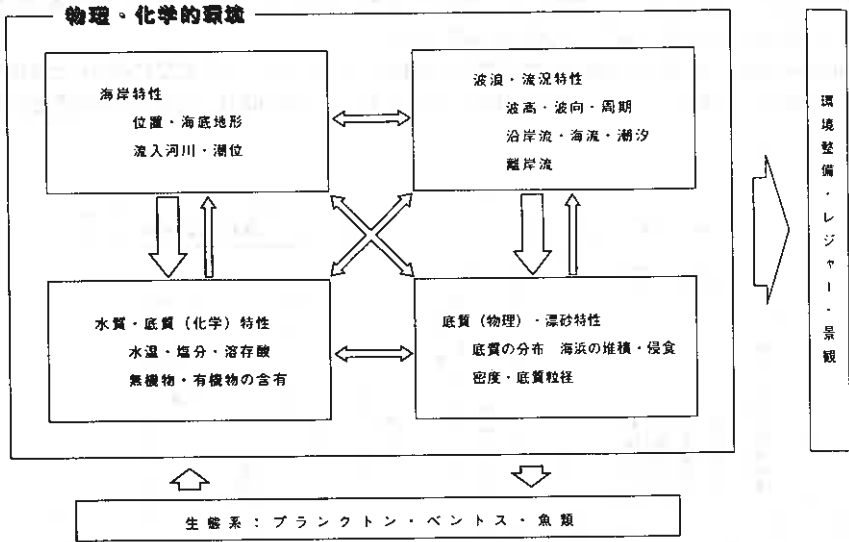 物理・化学的環境
海岸特性
位置・海底地形
流入河川・潮位
波浪・流況特性
波高・波向・周期
沿岸流・海流・潮汐
離岸流
水質・底質（化学）特性
水温・塩分・溶存酸
無機物・有機物の含有
底質（物理）・漂砂特性
底質の分布　海浜の堆積・侵食
密度・底質粒径
環境整備・レジャー・景観
生態系：プランクトン・ベントス・魚類